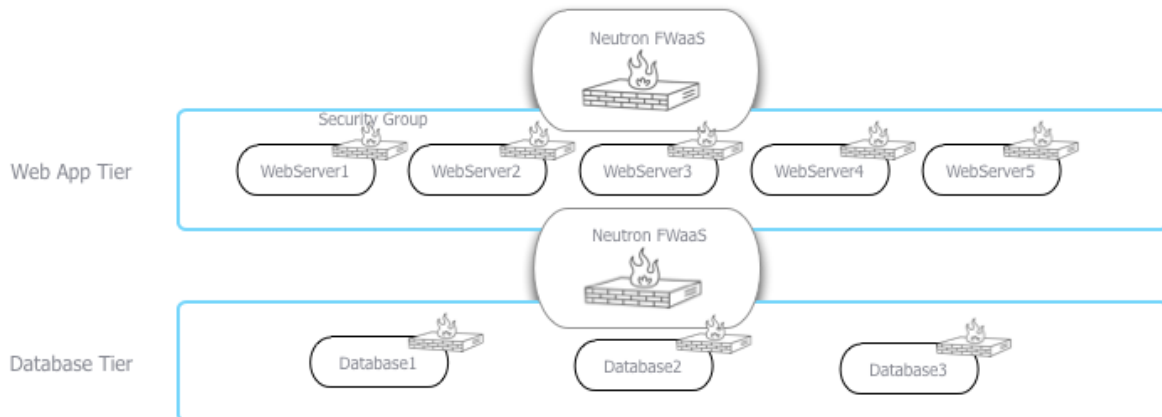 Neutron FWaaS
Security Group
Web App Tier
WebServer1
WebServer2
WebServer3
WebServer4
WebServer5
Neutron FWaaS
Database Tier
Database1
Database2
Database3